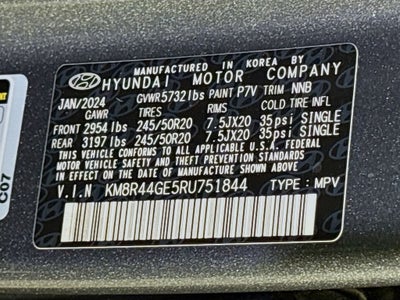 MANUFACTURED IN KOREA BY
HYUNDAI MOTOR COMPANY
JAN/2024 GVWR 5732 lbs PAINT P7V TRIM NNB
GAWR TIRES RIMS COLD TIRE INFL
FRONT 2954 lbs 245/50R20 7.5JX20 35psi SINGLE
REAR 3197 lbs 245/50R20 7.5JX20 35psi SINGLE
THIS VEHICLE CONFORMS TO ALL APPLICABLE U.S. FEDERAL MOTOR
VEHICLE SAFETY AND THEFT PREVENTION STANDARDS IN EFFECT
ON THE DATE OF MANUFACTURE SHOWN ABOVE
V.I.N KM8R44GE5RU751844 TYPE: MPV
C07